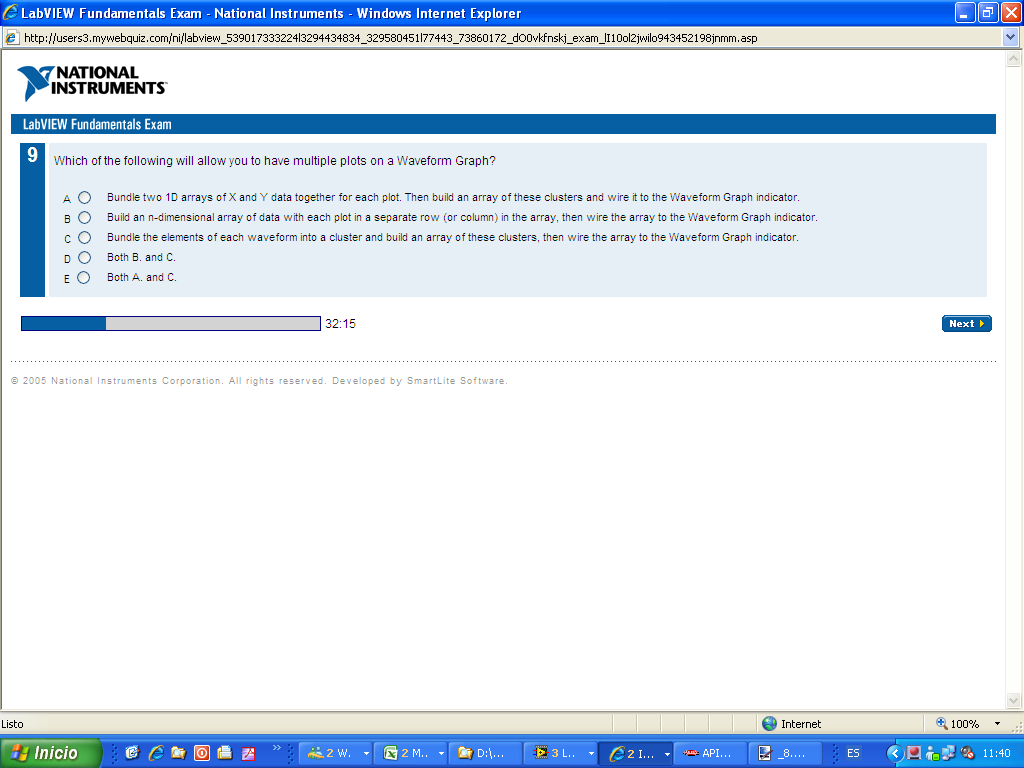 LabVIEW Fundamentals Exam - National Instruments - Windows Internet Explorer
http://users3.mywebquiz.com/ni/labview_539017333224l3294434834_329580451l77443_73860172_dO0vkfnskj_exam_lI10ol2jwilo943452198jnmm.asp
NATIONAL
INSTRUMENTS
LabVIEW Fundamentals Exam
9 Which of the following will allow you to have multiple plots on a Waveform Graph?
A Bundle two 1D arrays of X and Y data together for each plot. Then build an array of these clusters and wire it to the Waveform Graph indicator.
B Build an n-dimensional array of data with each plot in a separate row (or column) in the array, then wire the array to the Waveform Graph indicator.
C Bundle the elements of each waveform into a cluster and build an array of these clusters, then wire the array to the Waveform Graph indicator.
D Both B. and C.
E Both A. and C.
32:15
Next
© 2005 National Instruments Corporation. All rights reserved. Developed by SmartLite Software.
Listo Internet 100%
Inicio 2 W. 2 M.. D:\... 3 L.. 2 I... API... _8.... ES 11:40